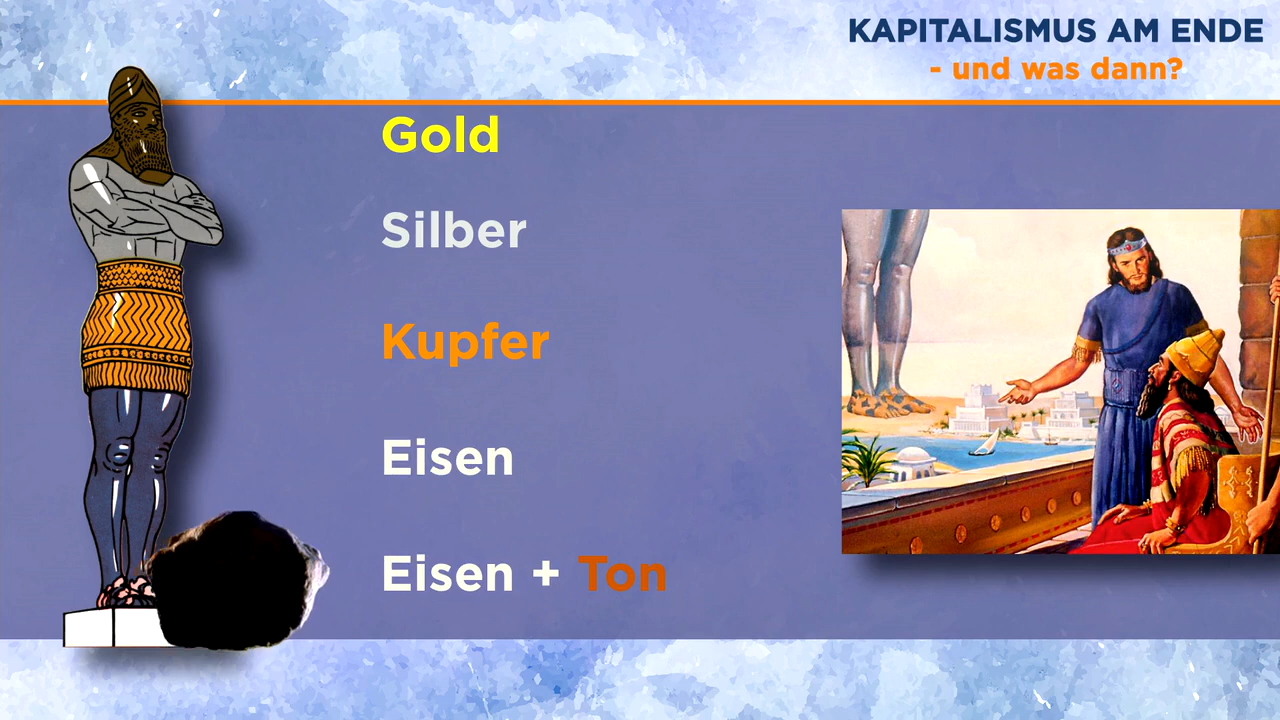 KAPITALISMUS AM ENDE
- und was dann?
Gold
Silber
Kupfer
Eisen
Eisen + Ton